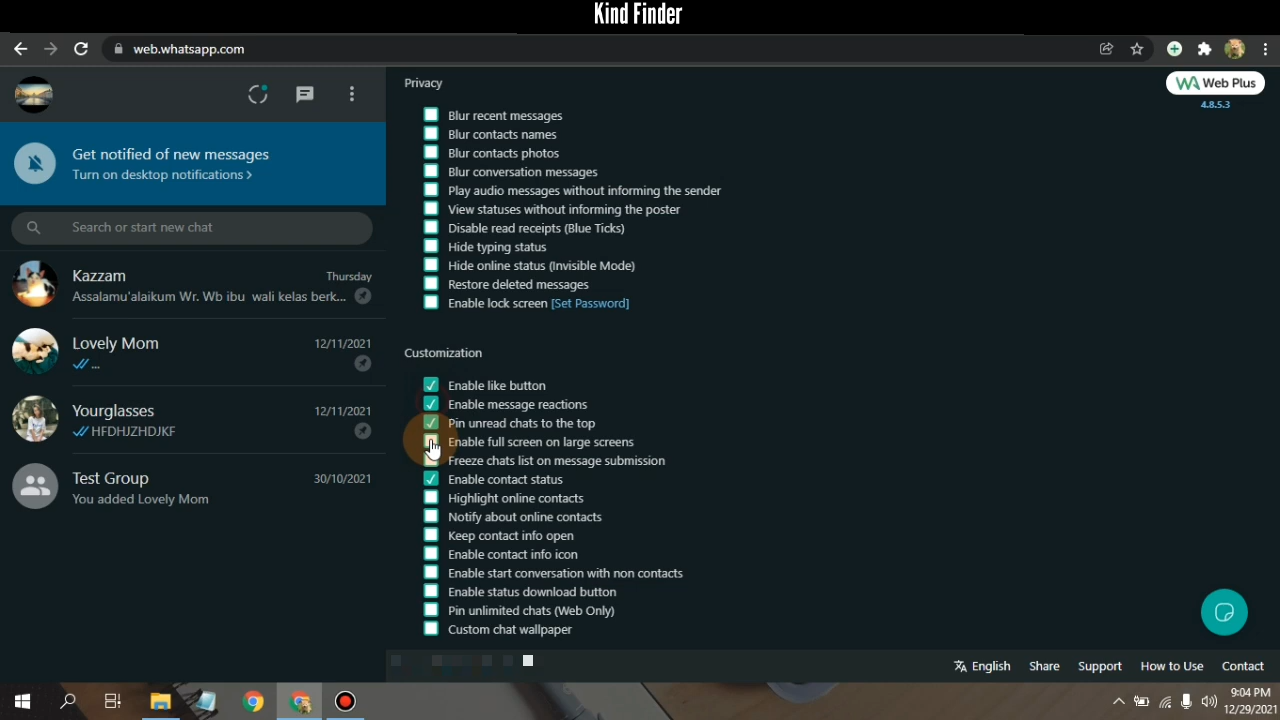 Kind Finder
web.whatsapp.com
Get notified of new messages
Turn on desktop notifications >
Search or start new chat
Kazzam
Thursday
Assalamu'alaikum Wr. Wb ibu wali kelas berk...
Lovely Mom
12/11/2021
...
Yourglasses
12/11/2021
HFDHJZHDJKF
Test Group
30/10/2021
You added Lovely Mom
Privacy
WA Web Plus
4.8.5.3
Blur recent messages
Blur contacts names
Blur contacts photos
Blur conversation messages
Play audio messages without informing the sender
View statuses without informing the poster
Disable read receipts (Blue Ticks)
Hide typing status
Hide online status (Invisible Mode)
Restore deleted messages
Enable lock screen [Set Password]
Customization
Enable like button
Enable message reactions
Pin unread chats to the top
Enable full screen on large screens
Freeze chats list on message submission
Enable contact status
Highlight online contacts
Notify about online contacts
Keep contact info open
Enable contact info icon
Enable start conversation with non contacts
Enable status download button
Pin unlimited chats (Web Only)
Custom chat wallpaper
English Share Support How to Use Contact
9:04 PM
12/29/2021